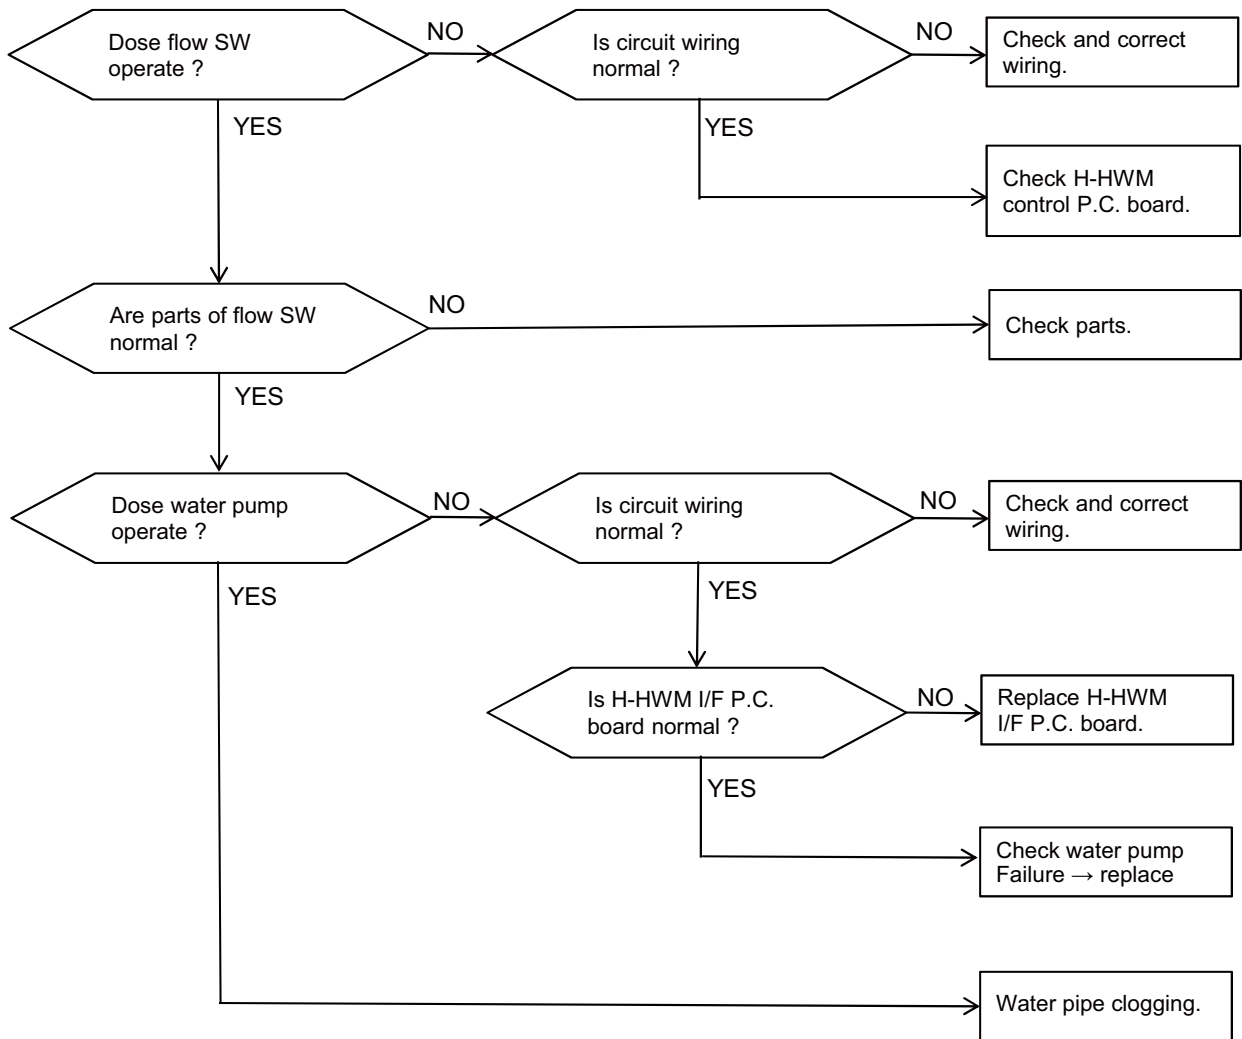 Dose flow SW
operate ?
NO
Is circuit wiring
normal ?
NO
Check and correct
wiring.
YES
YES
Check H-HWM
control P.C. board.
Are parts of flow SW
normal ?
NO
Check parts.
YES
Dose water pump
operate ?
NO
Is circuit wiring
normal ?
NO
Check and correct
wiring.
YES
YES
Is H-HWM I/F P.C.
board normal ?
NO
Replace H-HWM
I/F P.C. board.
YES
Check water pump
Failure → replace
Water pipe clogging.